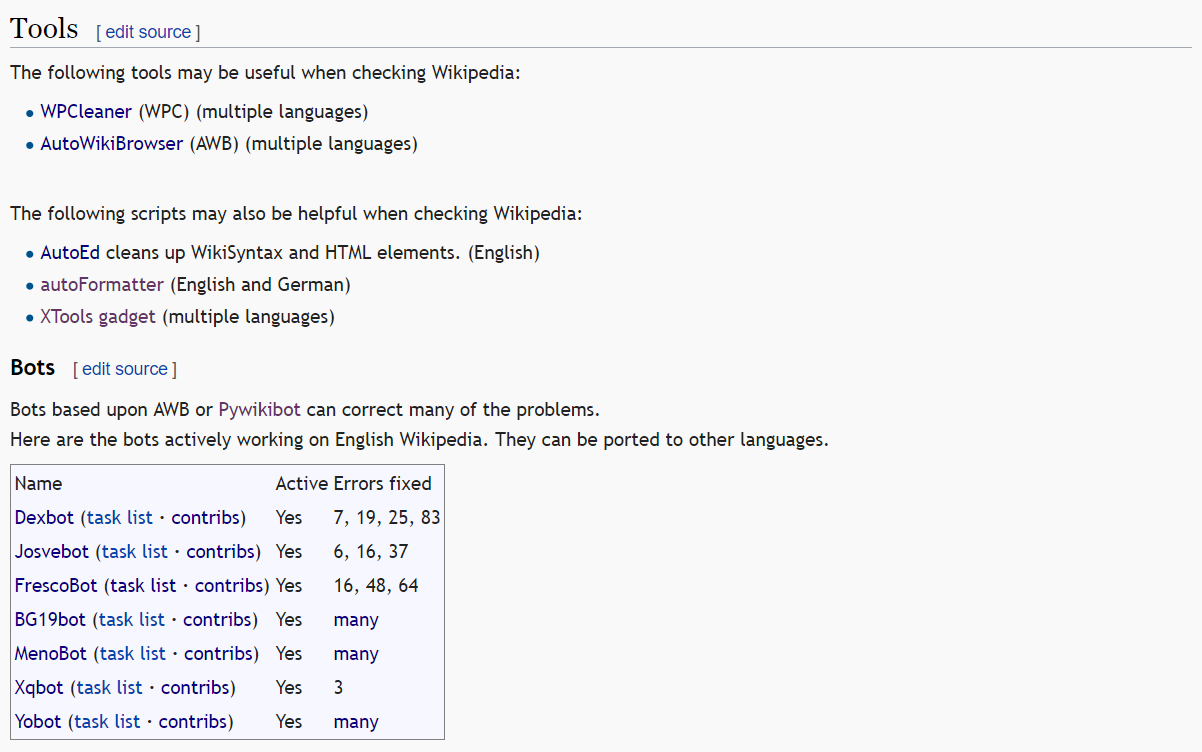 Tools [ edit source ]
The following tools may be useful when checking Wikipedia:
• WPCleaner (WPC) (multiple languages)
• AutoWikiBrowser (AWB) (multiple languages)
The following scripts may also be helpful when checking Wikipedia:
• AutoEd cleans up WikiSyntax and HTML elements. (English)
• autoFormatter (English and German)
• XTools gadget (multiple languages)
Bots [ edit source ]
Bots based upon AWB or Pywikibot can correct many of the problems.
Here are the bots actively working on English Wikipedia. They can be ported to other languages.
Name Active Errors fixed
Dexbot (task list · contribs) Yes 7, 19, 25, 83
Josvebot (task list · contribs) Yes 6, 16, 37
FrescoBot (task list · contribs) Yes 16, 48, 64
BG19bot (task list · contribs) Yes many
MenoBot (task list · contribs) Yes many
Xqbot (task list · contribs) Yes 3
Yobot (task list · contribs) Yes many